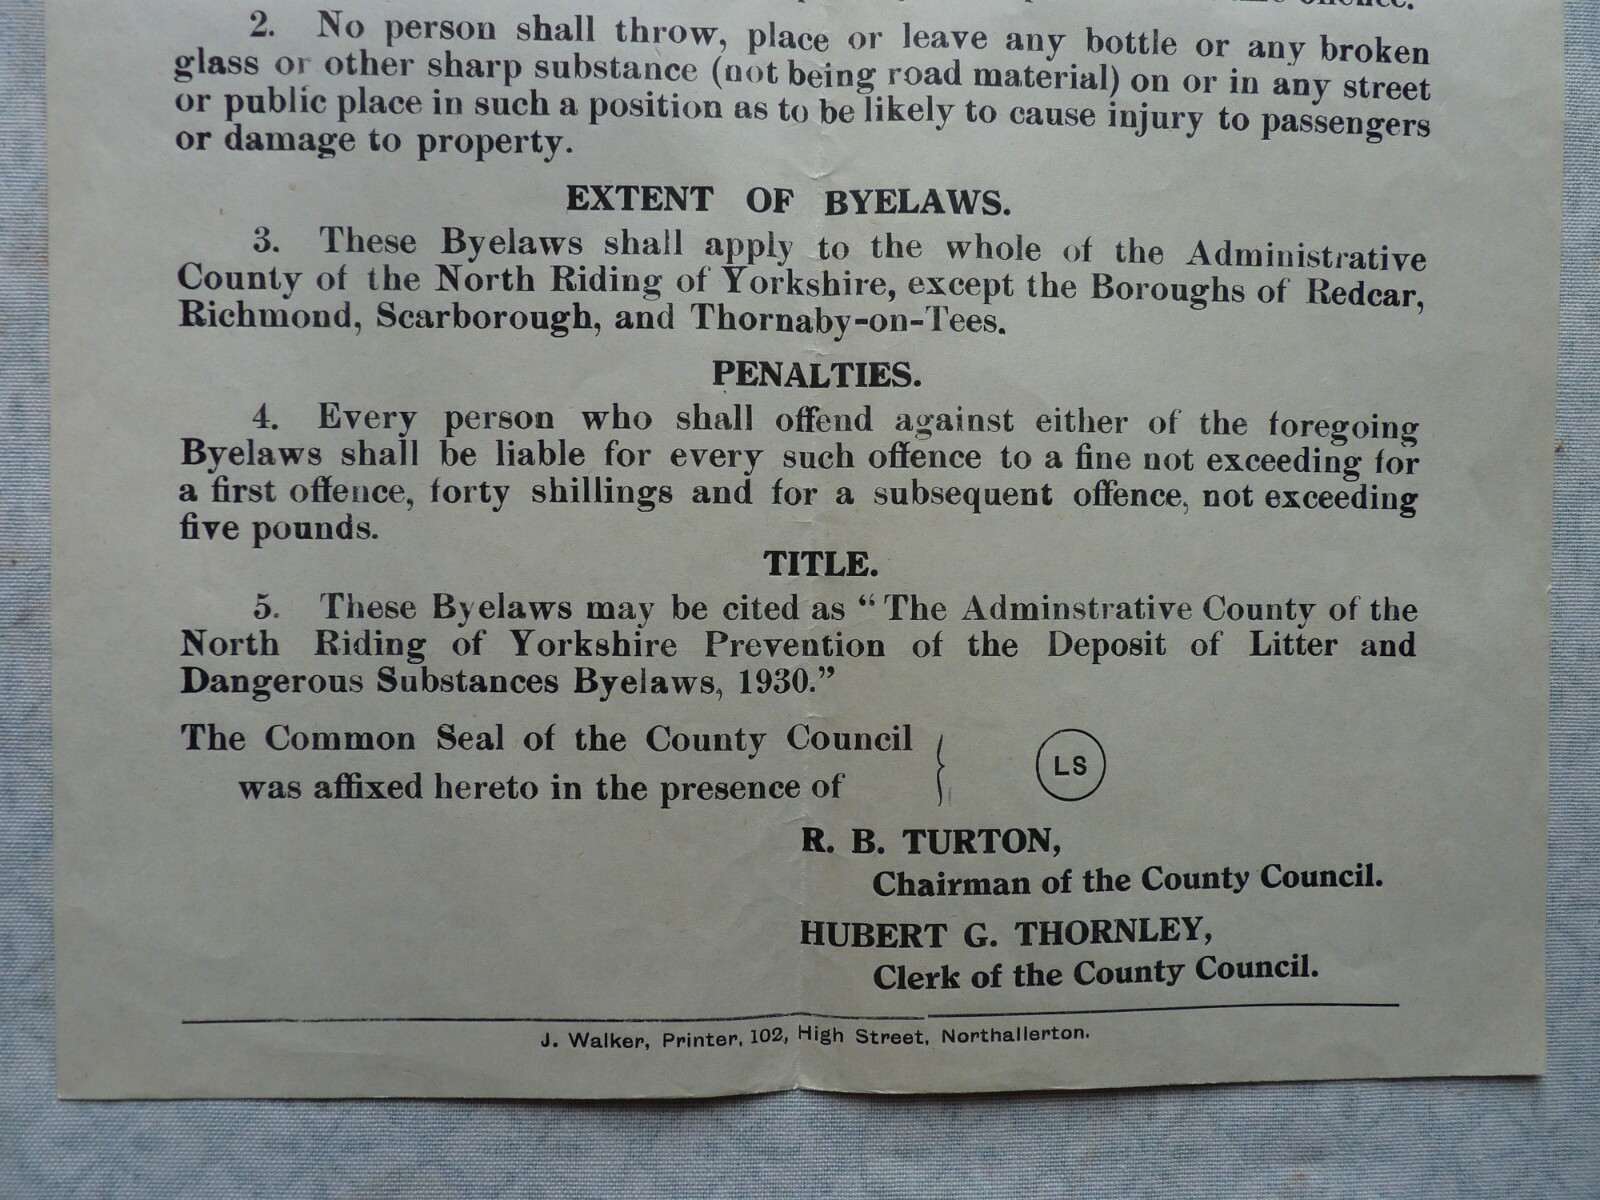 offence.
2. No person shall throw, place or leave any bottle or any broken
glass or other sharp substance (not being road material) on or in any street
or public place in such a position as to be likely to cause injury to passengers
or damage to property.
EXTENT OF BYELAWS.
3. These Byelaws shall apply to the whole of the Administrative
County of the North Riding of Yorkshire, except the Boroughs of Redcar,
Richmond, Scarborough, and Thornaby-on-Tees.
PENALTIES.
4. Every person who shall offend against either of the foregoing
Byelaws shall be liable for every such offence to a fine not exceeding for
a first offence, forty shillings and for a subsequent offence, not exceeding
five pounds.
TITLE.
5. These Byelaws may be cited as “The Adminstrative County of the
North Riding of Yorkshire Prevention of the Deposit of Litter and
Dangerous Substances Byelaws, 1930.”
The Common Seal of the County Council
was affixed hereto in the presence of
LS
R. B. TURTON,
Chairman of the County Council.
HUBERT G. THORNLEY,
Clerk of the County Council.
J. Walker, Printer, 102, High Street, Northallerton.